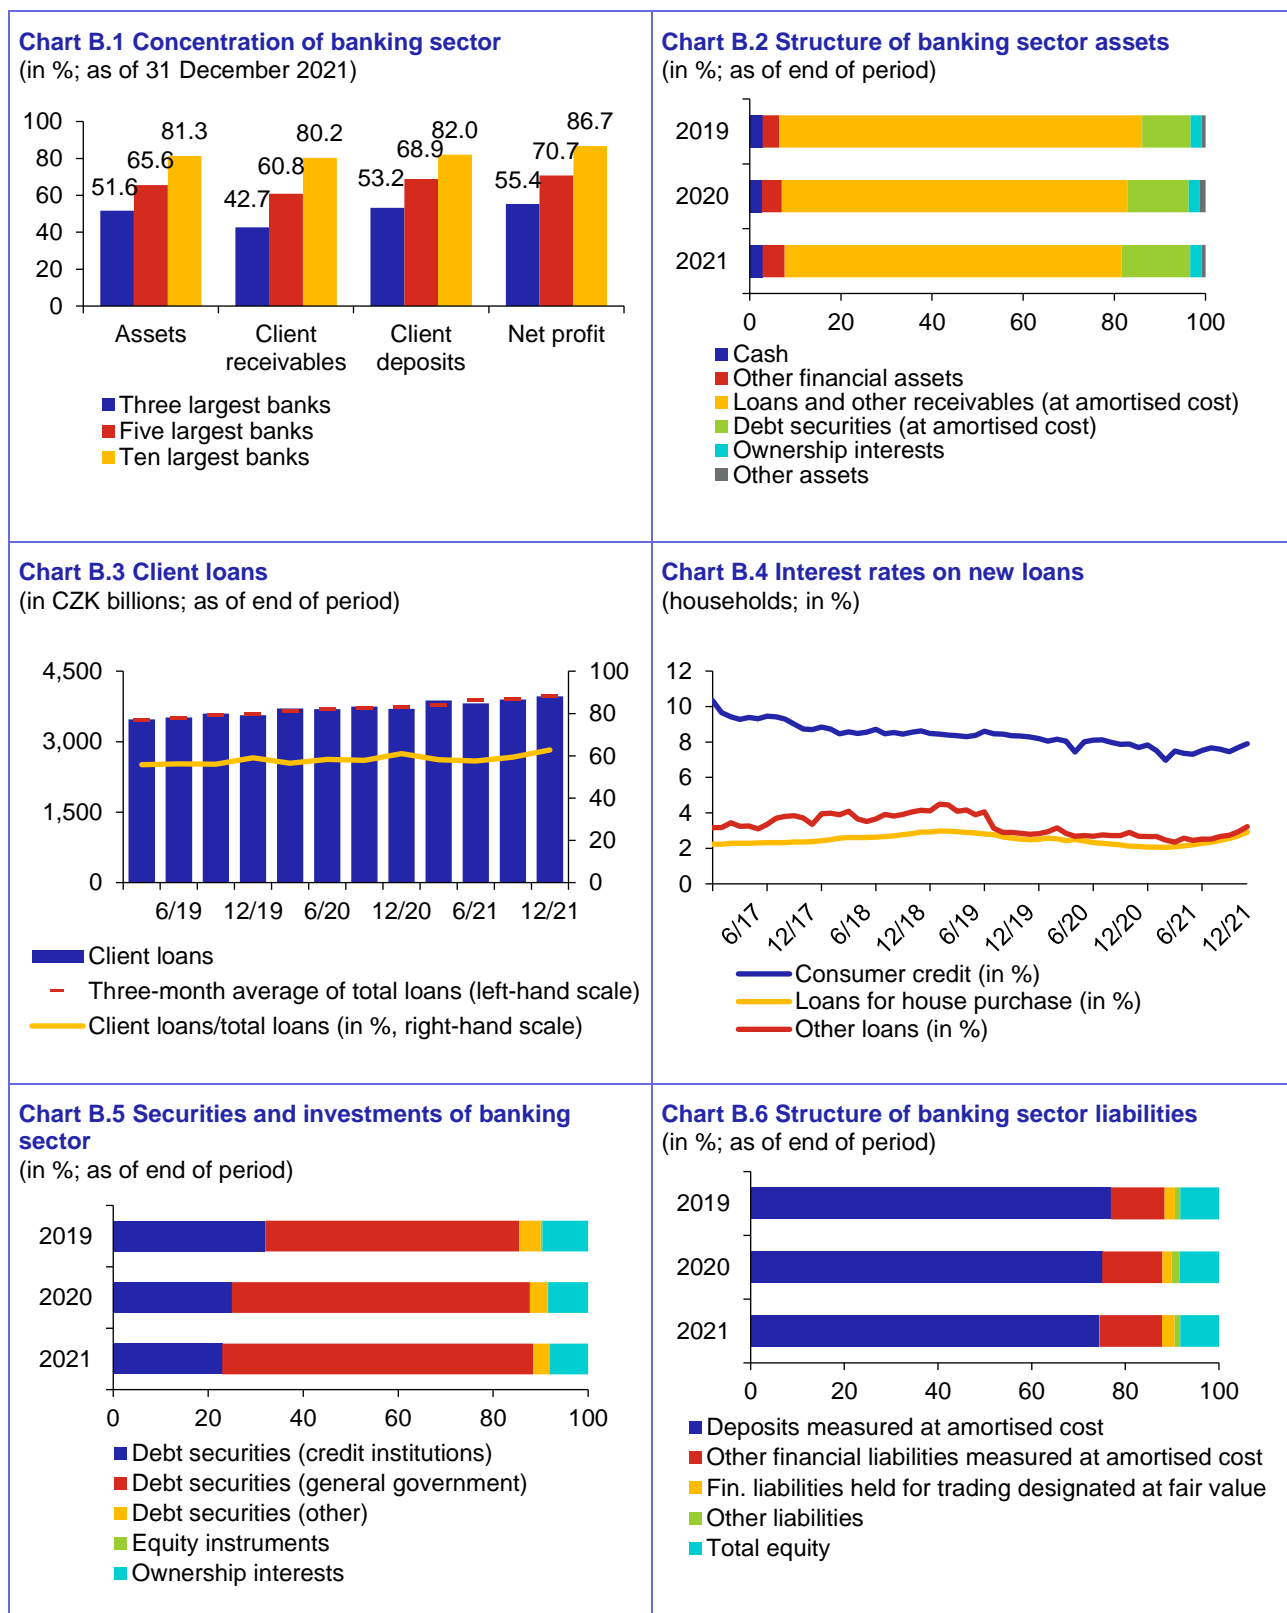 Chart B.1 Concentration of banking sector
(in %; as of 31 December 2021)
100
80
60
40
20
0
51.6
65.6
81.3
42.7
60.8
80.2
53.2
68.9
82.0
55.4
70.7
86.7
Assets
Client receivables
Client deposits
Net profit
Three largest banks
Five largest banks
Ten largest banks
Chart B.2 Structure of banking sector assets
(in %; as of end of period)
2019
2020
2021
0 20 40 60 80 100
Cash
Other financial assets
Loans and other receivables (at amortised cost)
Debt securities (at amortised cost)
Ownership interests
Other assets
Chart B.3 Client loans
(in CZK billions; as of end of period)
4,500
3,000
1,500
0
100
80
60
40
20
0
6/19 12/19 6/20 12/20 6/21 12/21
Client loans
Three-month average of total loans (left-hand scale)
Client loans/total loans (in %, right-hand scale)
Chart B.4 Interest rates on new loans
(households; in %)
12
10
8
6
4
2
0
6/17 12/17 6/18 12/18 6/19 12/19 6/20 12/20 6/21 12/21
Consumer credit (in %)
Loans for house purchase (in %)
Other loans (in %)
Chart B.5 Securities and investments of banking
sector
(in %; as of end of period)
2019
2020
2021
0 20 40 60 80 100
Debt securities (credit institutions)
Debt securities (general government)
Debt securities (other)
Equity instruments
Ownership interests
Chart B.6 Structure of banking sector liabilities
(in %; as of end of period)
2019
2020
2021
0 20 40 60 80 100
Deposits measured at amortised cost
Other financial liabilities measured at amortised cost
Fin. liabilities held for trading designated at fair value
Other liabilities
Total equity